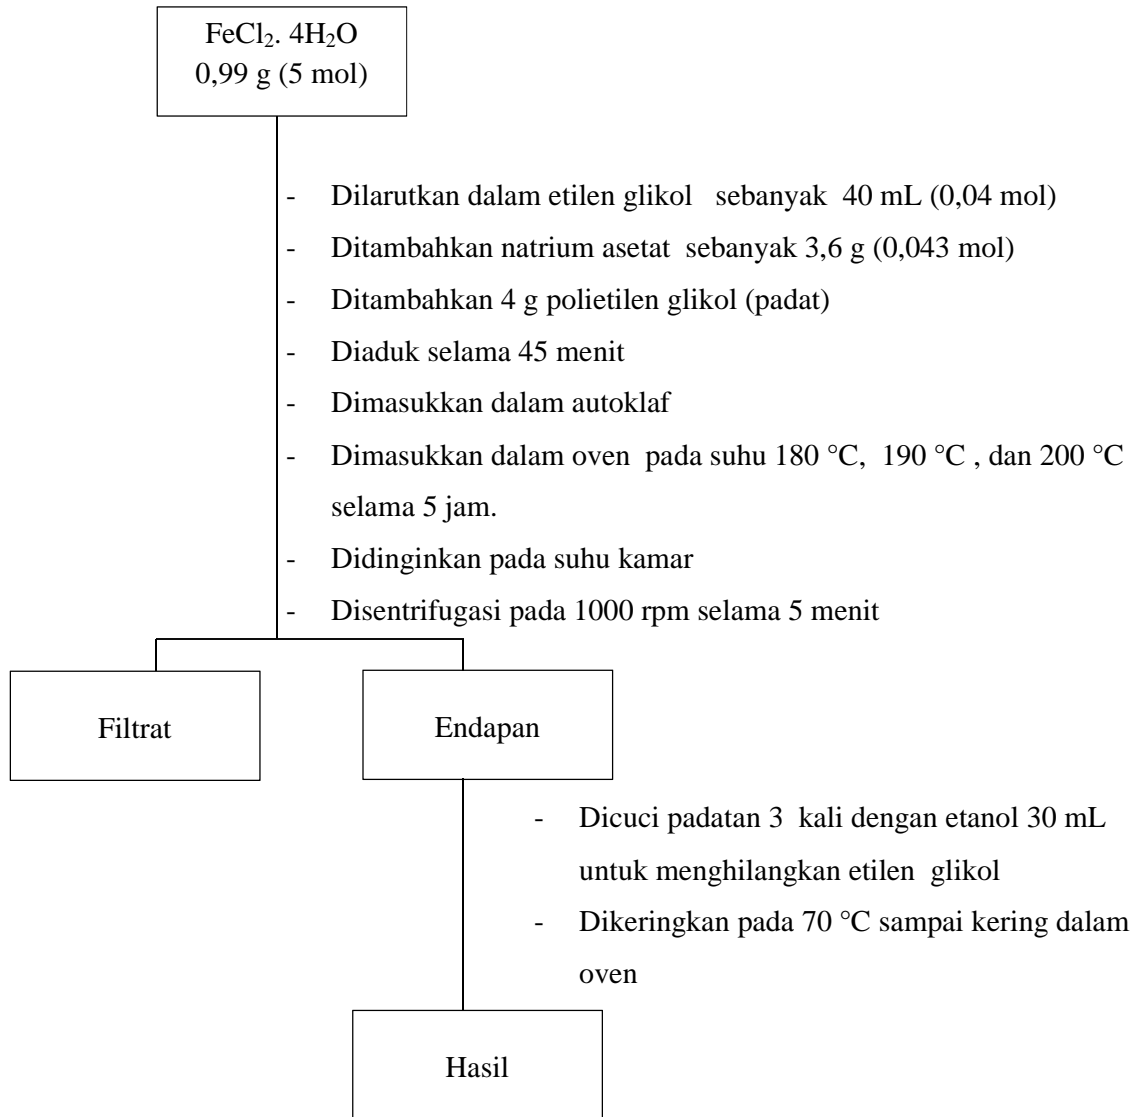 FeCl₂. 4H₂O
0,99 g (5 mol)
- Dilarutkan dalam etilen glikol sebanyak 40 mL (0,04 mol)
- Ditambahkan natrium asetat sebanyak 3,6 g (0,043 mol)
- Ditambahkan 4 g polietilen glikol (padat)
- Diaduk selama 45 menit
- Dimasukkan dalam autoklaf
- Dimasukkan dalam oven pada suhu 180 °C, 190 °C , dan 200 °C
selama 5 jam.
- Didinginkan pada suhu kamar
- Disentrifugasi pada 1000 rpm selama 5 menit
Filtrat
Endapan
- Dicuci padatan 3 kali dengan etanol 30 mL
untuk menghilangkan etilen glikol
- Dikeringkan pada 70 °C sampai kering dalam
oven
Hasil